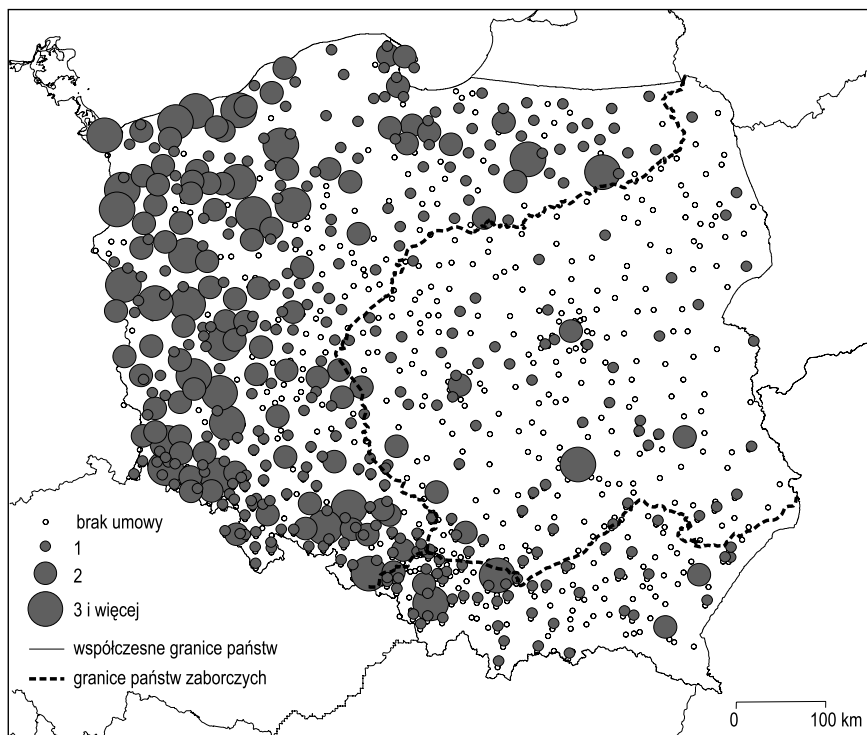 brak umowy
1
2
3 i więcej
współczesne granice państw
granice państw zaborczych
0 100 km